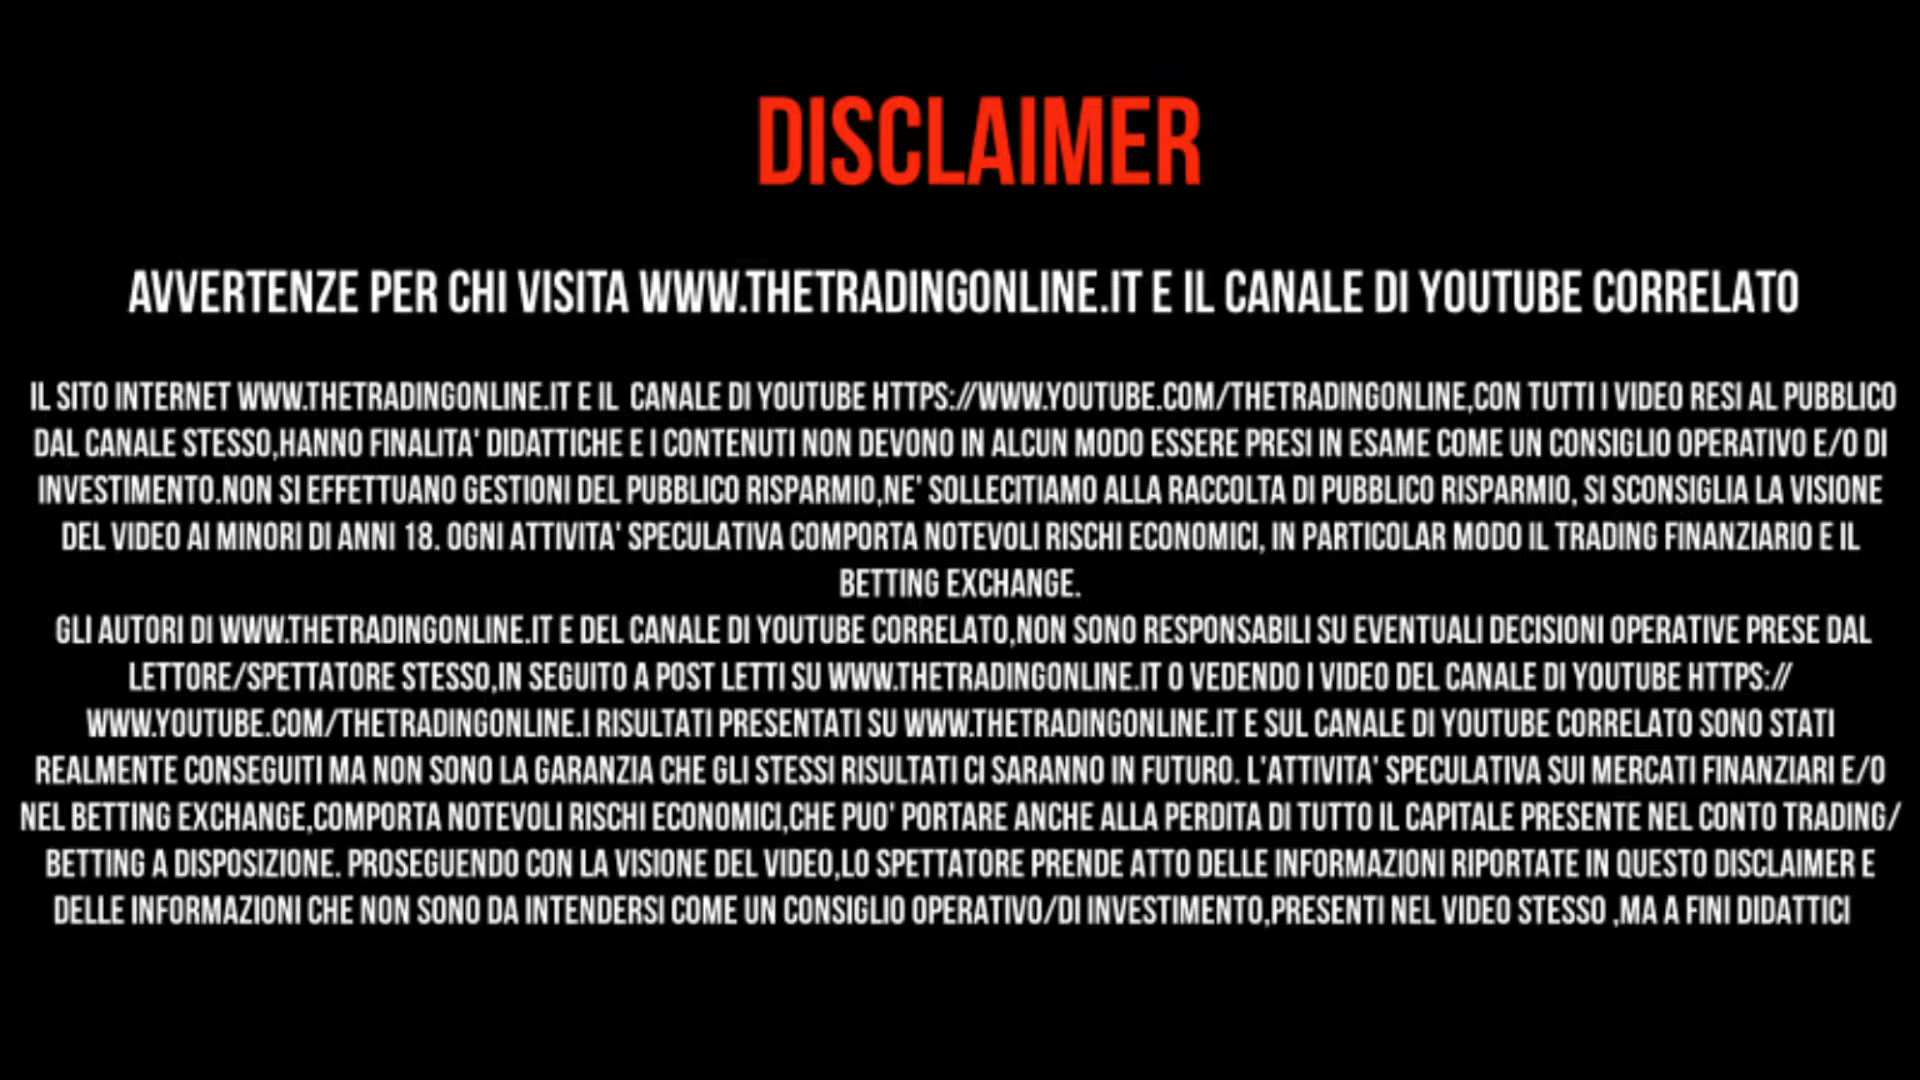 DISCLAIMER
AVVERTENZE PER CHI VISITA WWW.THETRADINGONLINE.IT E IL CANALE DI YOUTUBE CORRELATO
IL SITO INTERNET WWW.THETRADINGONLINE.IT E IL  CANALE DI YOUTUBE HTTPS://WWW.YOUTUBE.COM/THETRADINGONLINE,CON TUTTI I VIDEO RESI AL PUBBLICO
DAL CANALE STESSO,HANNO FINALITA' DIDATTICHE E I CONTENUTI NON DEVONO IN ALCUN MODO ESSERE PRESI IN ESAME COME UN CONSIGLIO OPERATIVO E/O DI
INVESTIMENTO.NON SI EFFETTUANO GESTIONI DEL PUBBLICO RISPARMIO,NE' SOLLECITIAMO ALLA RACCOLTA DI PUBBLICO RISPARMIO, SI SCONSIGLIA LA VISIONE
DEL VIDEO AI MINORI DI ANNI 18. OGNI ATTIVITA' SPECULATIVA COMPORTA NOTEVOLI RISCHI ECONOMICI, IN PARTICOLAR MODO IL TRADING FINANZIARIO E IL
BETTING EXCHANGE.
GLI AUTORI DI WWW.THETRADINGONLINE.IT E DEL CANALE DI YOUTUBE CORRELATO,NON SONO RESPONSABILI SU EVENTUALI DECISIONI OPERATIVE PRESE DAL
LETTORE/SPETTATORE STESSO,IN SEGUITO A POST LETTI SU WWW.THETRADINGONLINE.IT O VEDENDO I VIDEO DEL CANALE DI YOUTUBE HTTPS://
WWW.YOUTUBE.COM/THETRADINGONLINE.I RISULTATI PRESENTATI SU WWW.THETRADINGONLINE.IT E SUL CANALE DI YOUTUBE CORRELATO SONO STATI
REALMENTE CONSEGUITI MA NON SONO LA GARANZIA CHE GLI STESSI RISULTATI CI SARANNO IN FUTURO. L'ATTIVITA' SPECULATIVA SUI MERCATI FINANZIARI E/O
NEL BETTING EXCHANGE,COMPORTA NOTEVOLI RISCHI ECONOMICI,CHE PUO' PORTARE ANCHE ALLA PERDITA DI TUTTO IL CAPITALE PRESENTE NEL CONTO TRADING/
BETTING A DISPOSIZIONE. PROSEGUENDO CON LA VISIONE DEL VIDEO,LO SPETTATORE PRENDE ATTO DELLE INFORMAZIONI RIPORTATE IN QUESTO DISCLAIMER E
DELLE INFORMAZIONI CHE NON SONO DA INTENDERSI COME UN CONSIGLIO OPERATIVO/DI INVESTIMENTO,PRESENTI NEL VIDEO STESSO ,MA A FINI DIDATTICI